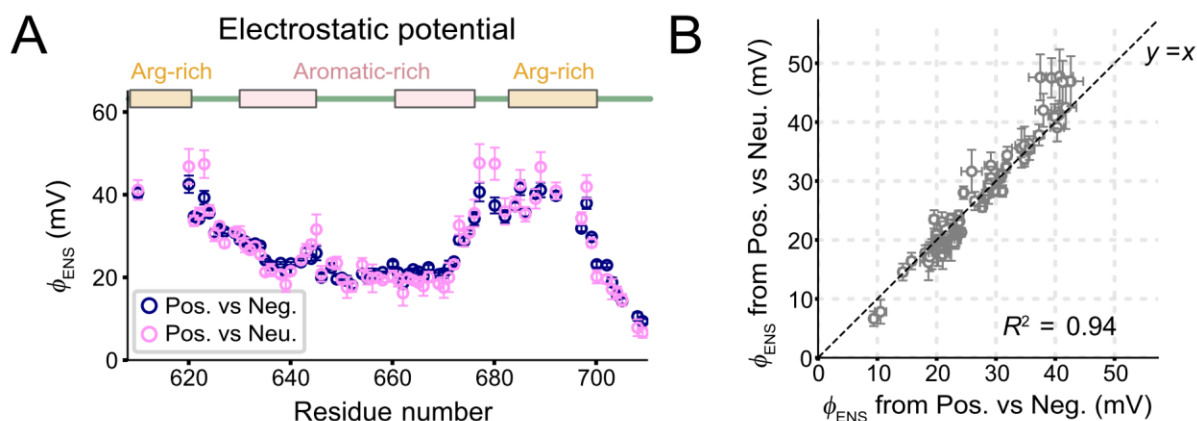 A
Electrostatic potential
Arg-rich
Aromatic-rich
Arg-rich
60
40
20
0
ϕENS (mV)
Pos. vs Neg.
Pos. vs Neu.
620
640
660
680
700
Residue number
B
y = x
50
40
30
20
10
0
ϕENS from Pos. vs Neu. (mV)
R² = 0.94
0
10
20
30
40
50
ϕENS from Pos. vs Neg. (mV)